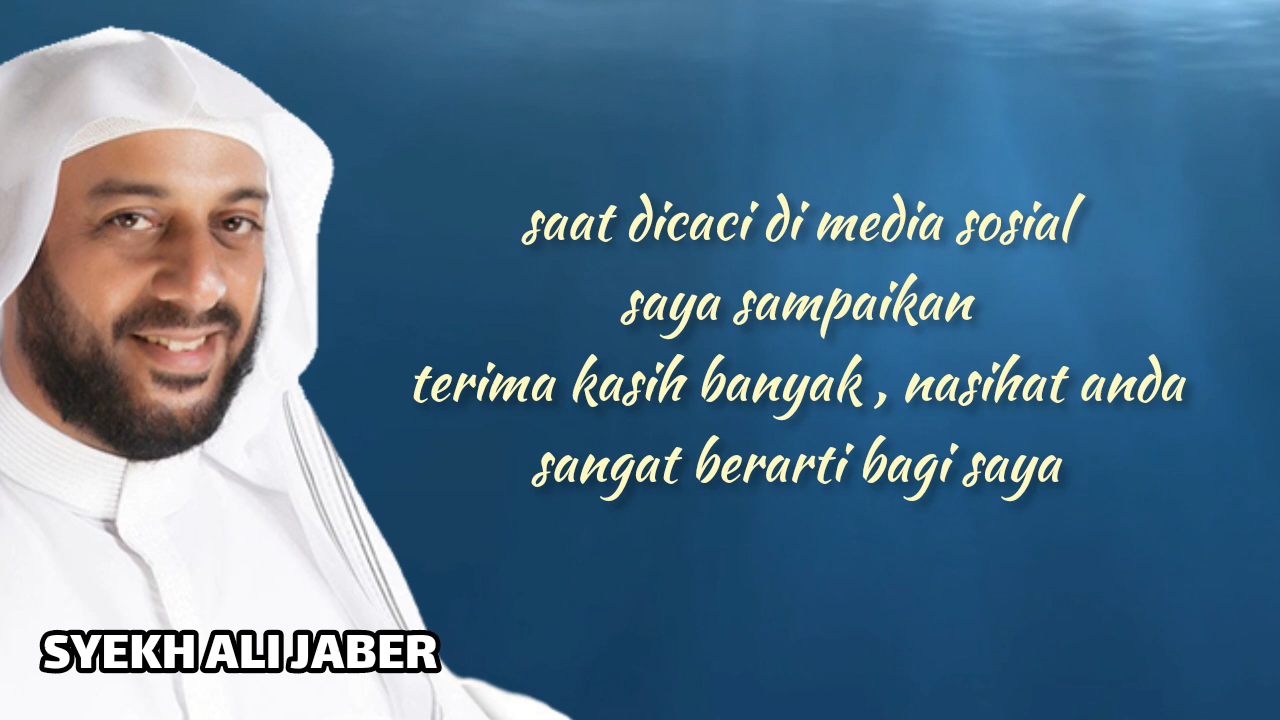 saat dicaci di media sosial
saya sampaikan
terima kasih banyak , nasihat anda
sangat berarti bagi saya
SYEKH ALI JABER